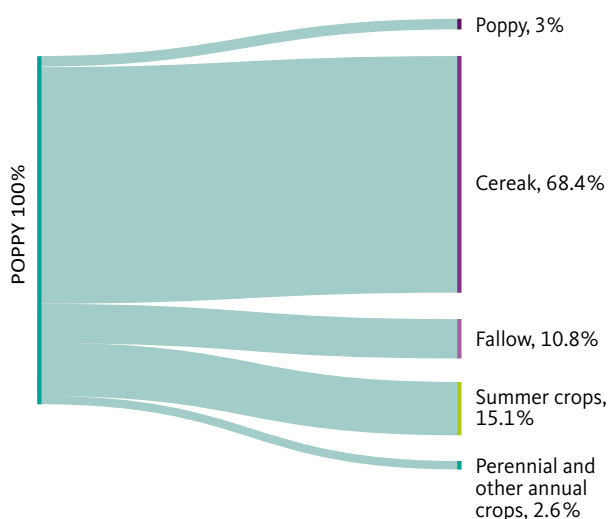 POPPY 100%
Poppy, 3%
Cereak, 68.4%
Fallow, 10.8%
Summer crops,
15.1%
Perennial and
other annual
crops, 2.6%